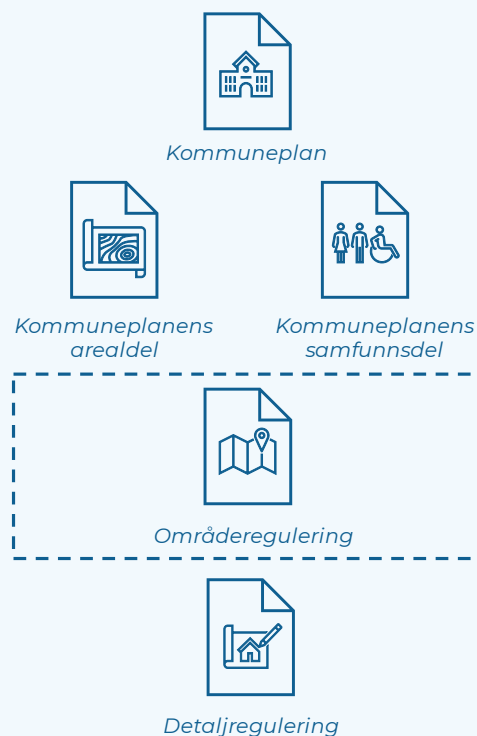 Kommuneplan
Kommuneplanens
arealdel
Kommuneplanens
samfunnsdel
Områderegulering
Detaljregulering